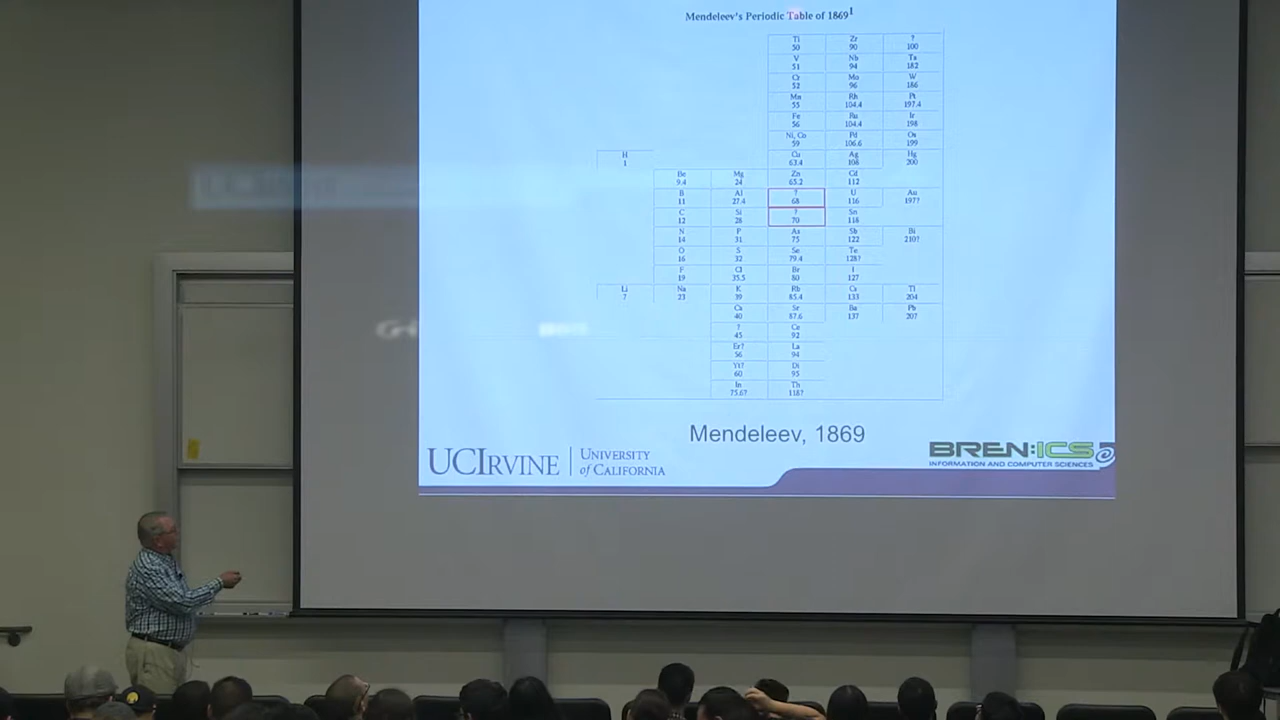 Mendeleev's Periodic Table of 1869¹
Ti Zr ?
50 90 100
V Nb Ta
51 94 182
Cr Mo W
52 96 186
Mn Rh Pt
55 104.4 197.4
Fe Ru Ir
56 104.4 198
Ni, Co Pd Os
59 106.6 199
H Cu Ag Hg
1 63.4 108 200
Be Mg Zn Cd
9.4 24 65.2 112
B Al ? U Au
11 27.4 68 116 197?
C Si ? Sn
12 28 70 118
N P As Sb Bi
14 31 75 122 210?
O S Se Te
16 32 79.4 128?
F Cl Br I
19 35.5 80 127
Li Na K Rb Cs Tl
7 23 39 85.4 133 204
Ca Sr Ba Pb
40 87.6 137 207
? Ce
45 92
Er? La
56 94
Yt? Di
60 95
In Th
75.6? 118?
Mendeleev, 1869
UCIRVINE UNIVERSITY of CALIFORNIA
BREN:ICS
INFORMATION AND COMPUTER SCIENCES